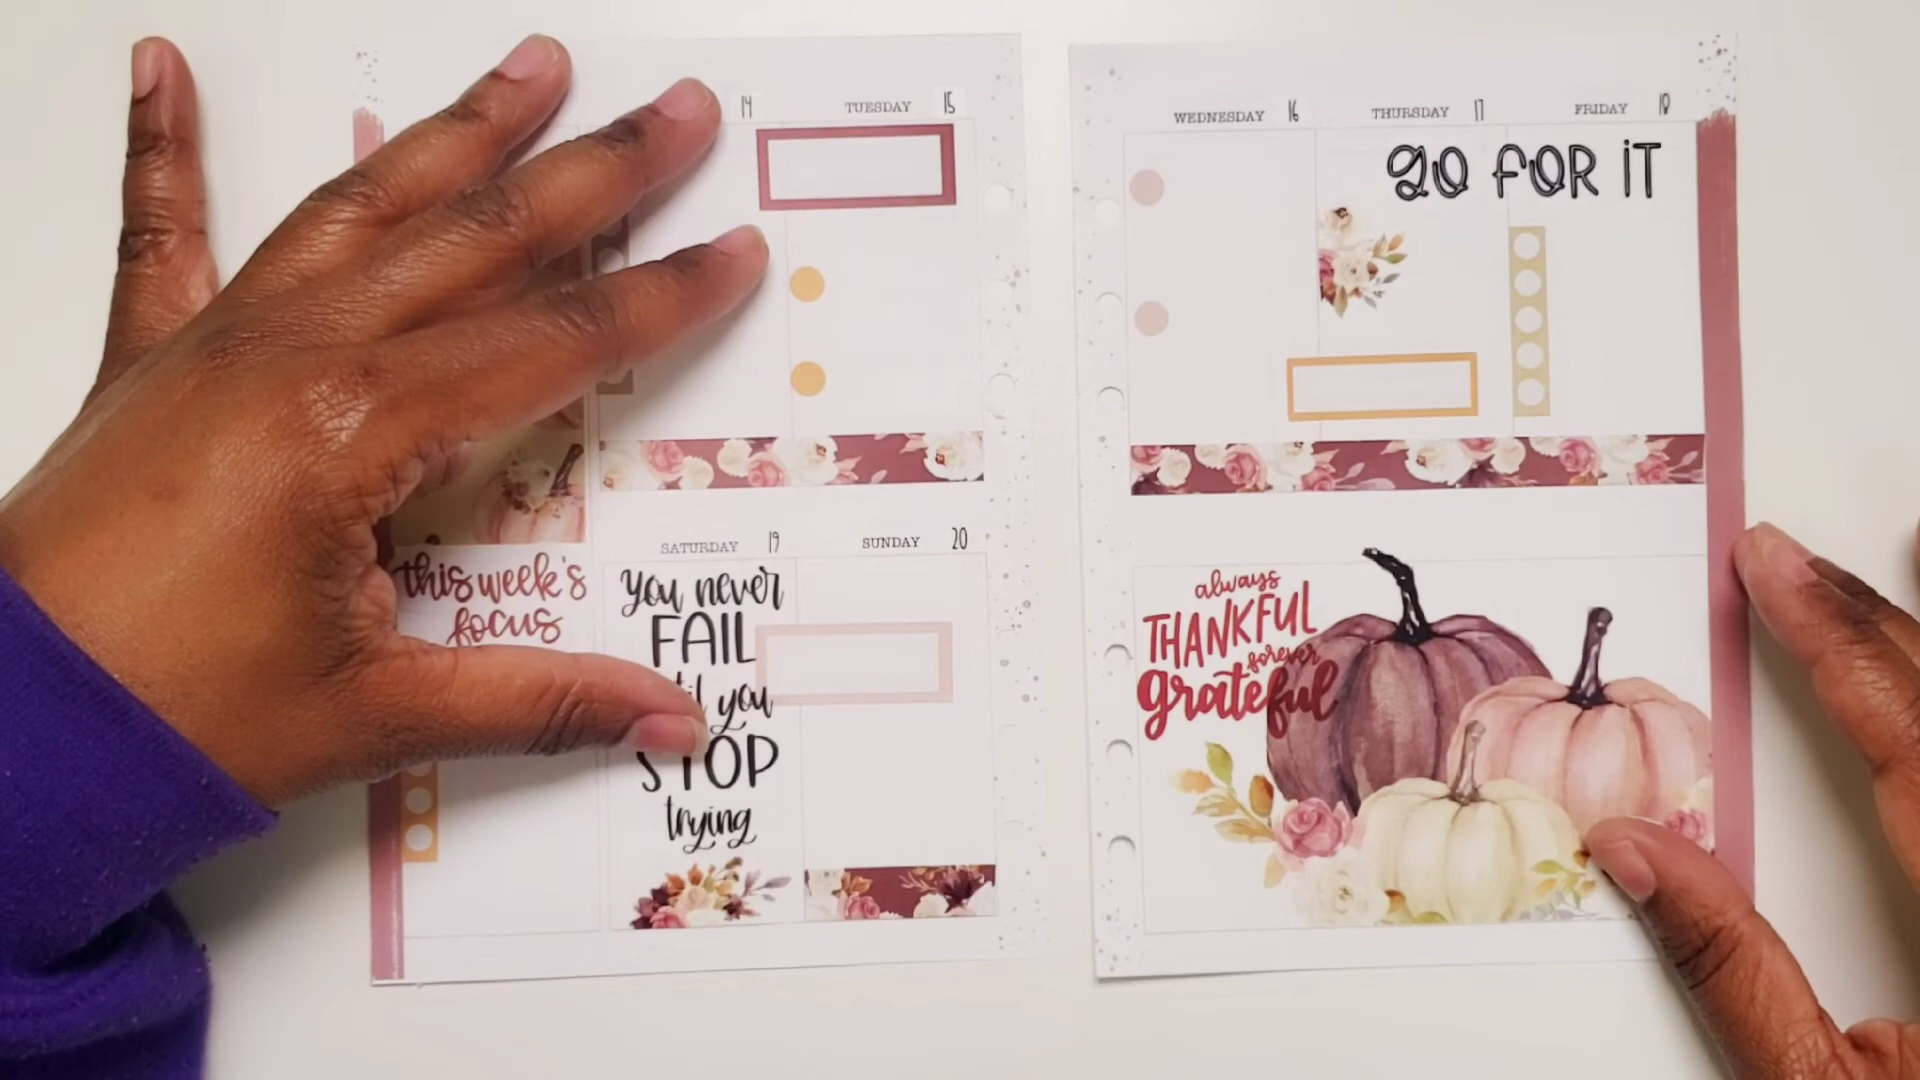 14
TUESDAY 15
this week's
focus
SATURDAY 19
SUNDAY 20
you never
FAIL
you
STOP
trying
WEDNESDAY 16
THURSDAY 17
FRIDAY 18
GO FOR IT
always
THANKFUL
forever
grateful